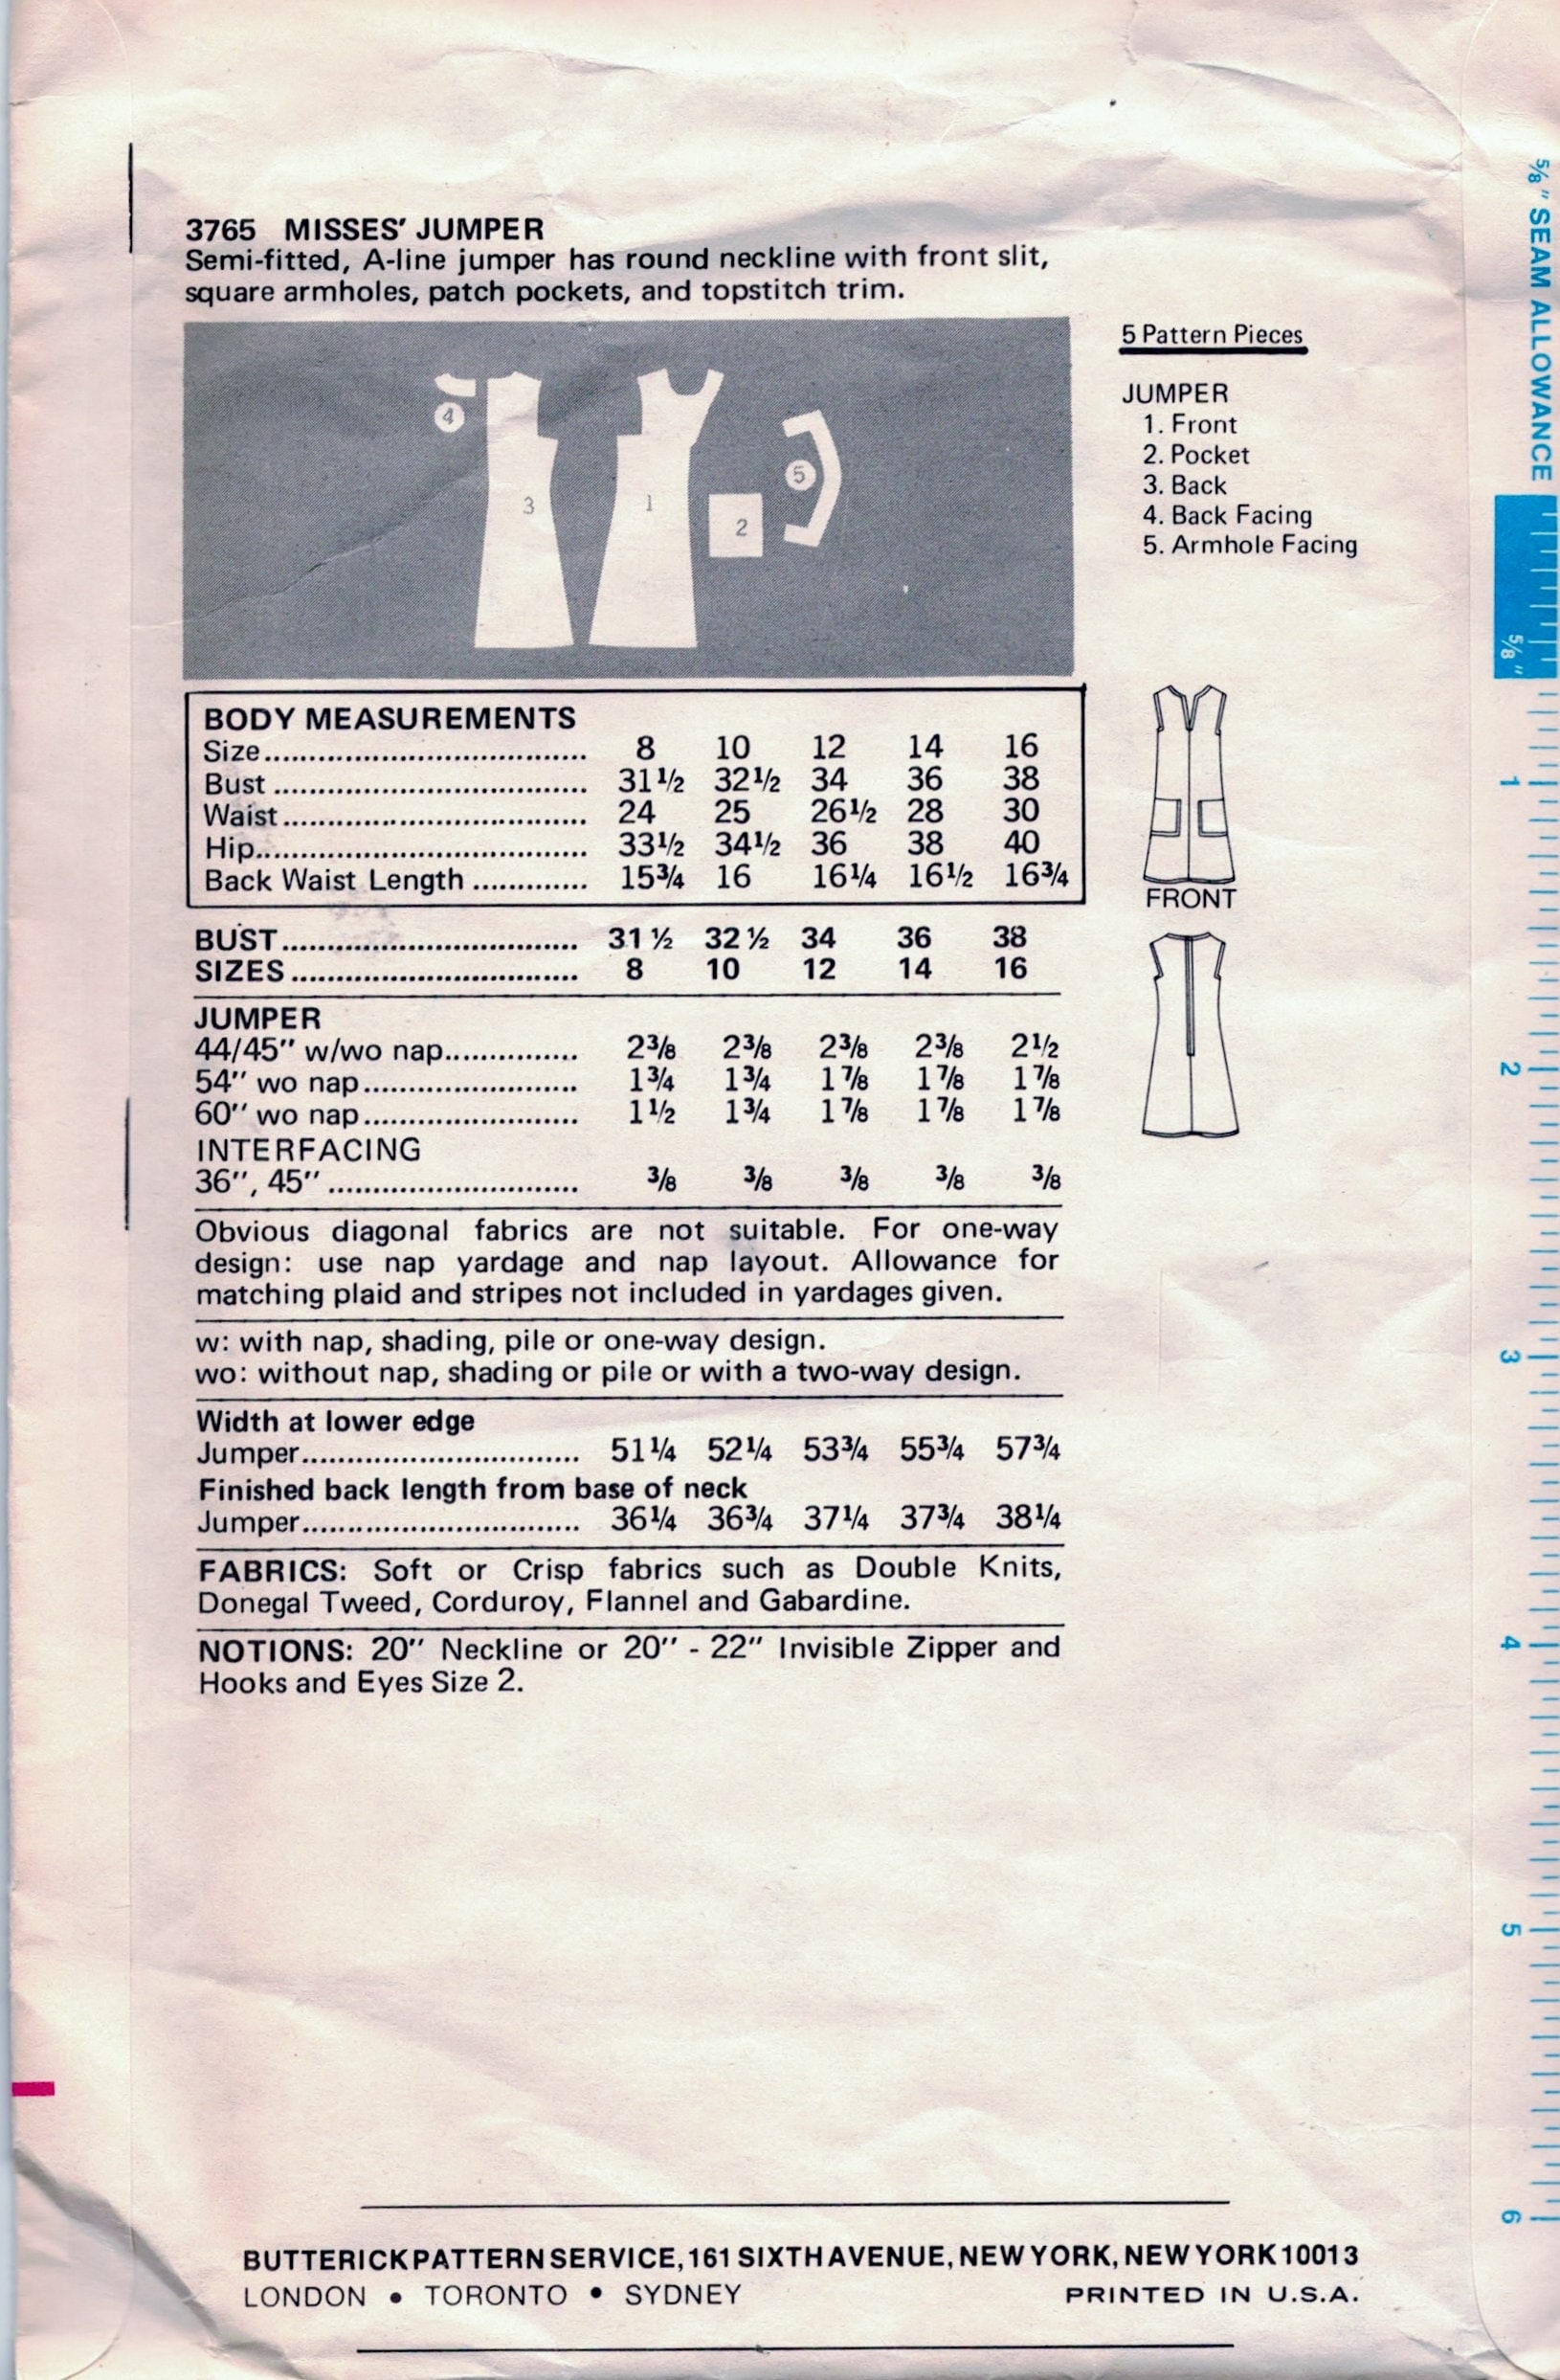 3765 MISSES' JUMPER
Semi-fitted, A-line jumper has round neckline with front slit,
square armholes, patch pockets, and topstitch trim.
4
3
1
2
5
5 Pattern Pieces
JUMPER
1. Front
2. Pocket
3. Back
4. Back Facing
5. Armhole Facing
BODY MEASUREMENTS
Size................................... 8 10 12 14 16
Bust .................................. 31½ 32½ 34 36 38
Waist................................. 24 25 26½ 28 30
Hip.................................... 33½ 34½ 36 38 40
Back Waist Length ............. 15¾ 16 16¼ 16½ 16¾
FRONT
BUST................................ 31 ½ 32 ½ 34 36 38
SIZES............................... 8 10 12 14 16
JUMPER
44/45" w/wo nap............... 2⅜ 2⅜ 2⅜ 2⅜ 2½
54" wo nap....................... 1¾ 1¾ 1⅞ 1⅞ 1⅞
60" wo nap....................... 1½ 1¾ 1⅞ 1⅞ 1⅞
INTERFACING
36", 45" ........................... ⅜ ⅜ ⅜ ⅜ ⅜
Obvious diagonal fabrics are not suitable. For one-way
design: use nap yardage and nap layout. Allowance for
matching plaid and stripes not included in yardages given.
w: with nap, shading, pile or one-way design.
wo: without nap, shading or pile or with a two-way design.
Width at lower edge
Jumper.............................. 51¼ 52¼ 53¾ 55¾ 57¾
Finished back length from base of neck
Jumper.............................. 36¼ 36¾ 37¼ 37¾ 38¼
FABRICS: Soft or Crisp fabrics such as Double Knits,
Donegal Tweed, Corduroy, Flannel and Gabardine.
NOTIONS: 20" Neckline or 20" - 22" Invisible Zipper and
Hooks and Eyes Size 2.
BUTTERICK PATTERN SERVICE, 161 SIXTH AVENUE, NEW YORK, NEW YORK 10013
LONDON • TORONTO • SYDNEY PRINTED IN U.S.A.
⅝" SEAM ALLOWANCE
⅝"
1
2
3
4
5
6